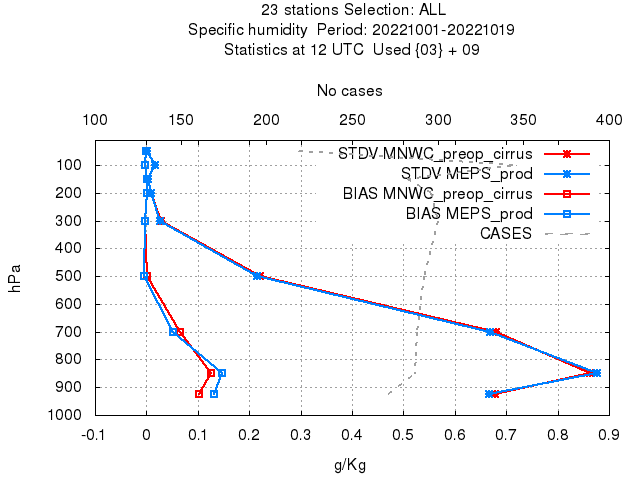 23 stations Selection: ALL
Specific humidity  Period: 20221001-20221019
Statistics at 12 UTC  Used {03} + 09
No cases
100 150 200 250 300 350 400
STDV MNWC_preop_cirrus
STDV MEPS_prod
BIAS MNWC_preop_cirrus
BIAS MEPS_prod
CASES
hPa
100
200
300
400
500
600
700
800
900
1000
-0.1 0 0.1 0.2 0.3 0.4 0.5 0.6 0.7 0.8 0.9
g/Kg